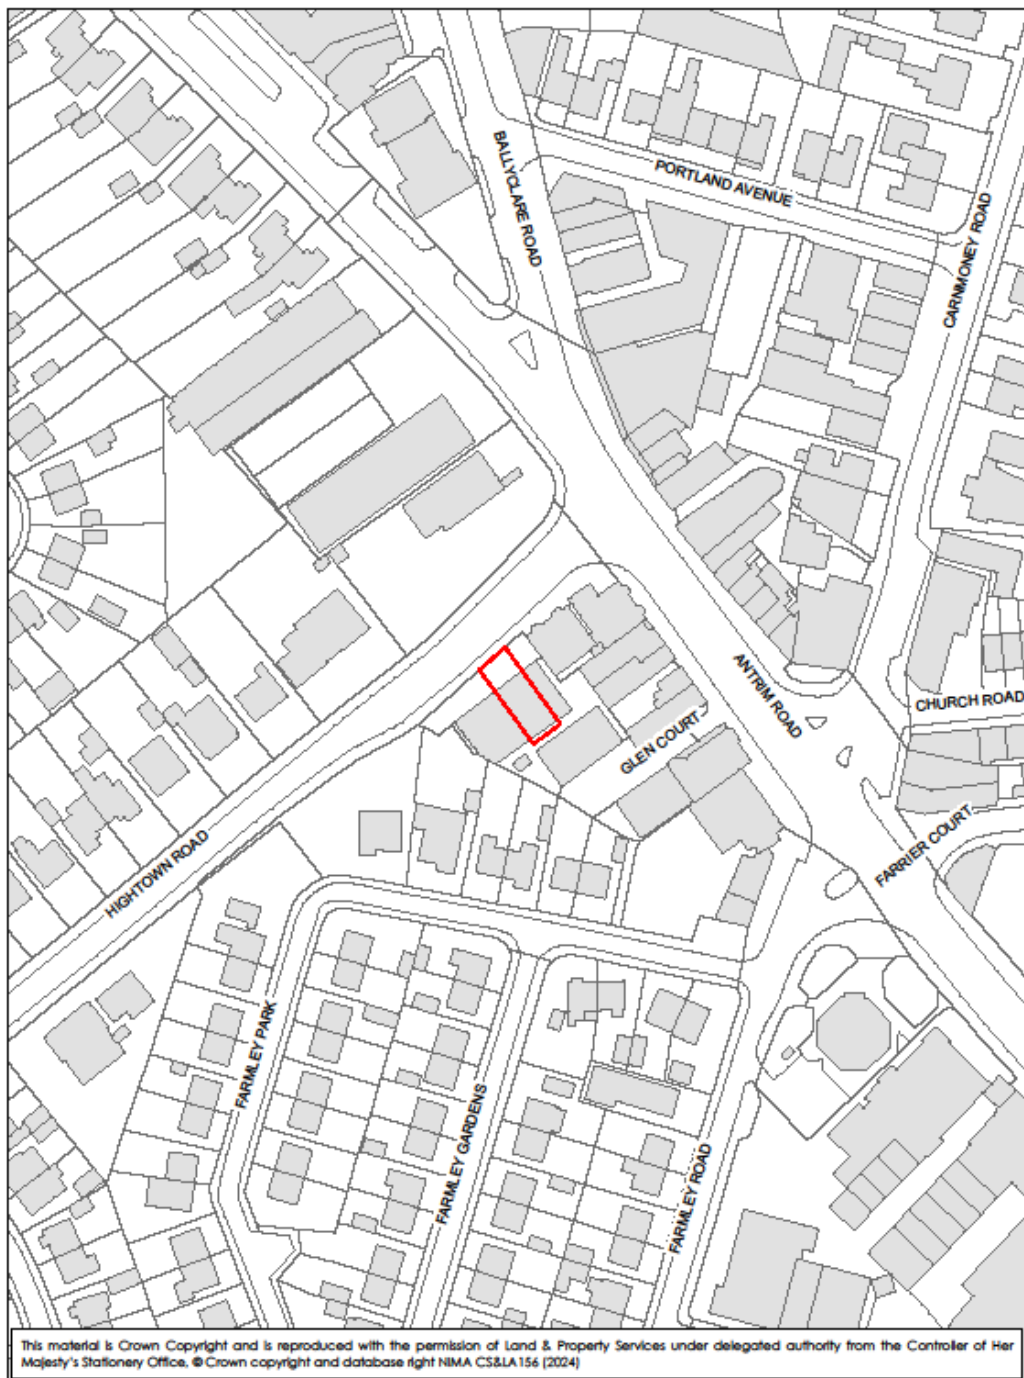 BALLYCLARE ROAD
PORTLAND AVENUE
CARNMONEY ROAD
ANTRIM ROAD
CHURCH ROAD
GLEN COURT
FARRIER COURT
HIGHTOWN ROAD
FARMLEY PARK
FARMLEY GARDENS
FARMLEY ROAD
This material is Crown Copyright and is reproduced with the permission of Land & Property Services under delegated authority from the Controller of Her
Majesty's Stationery Office, © Crown copyright and database right NIMA CS&LA156 (2024)